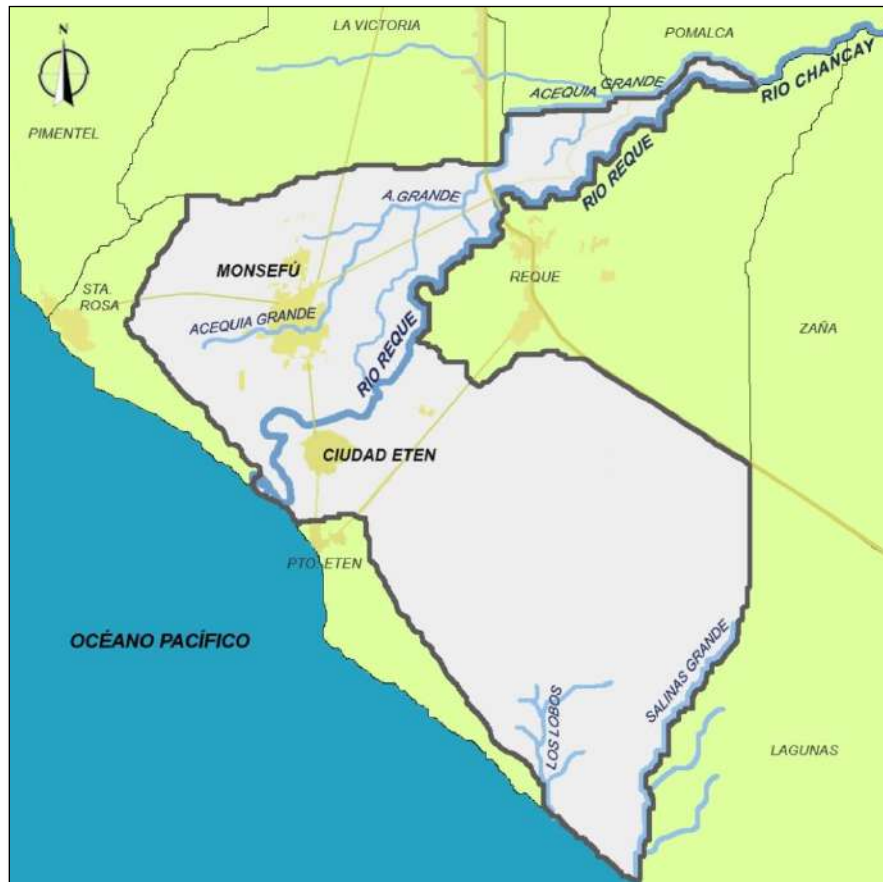 N
LA VICTORIA
POMALCA
RIO CHANCAY
ACEQUIA GRANDE
PIMENTEL
RIO REQUE
A.GRANDE
MONSEFÚ
REQUE
STA.
ROSA
ACEQUIA GRANDE
ZAÑA
RIO REQUE
CIUDAD ETEN
PTO. ETEN
OCÉANO PACÍFICO
SALINAS GRANDE
LOS LOBOS
LAGUNAS